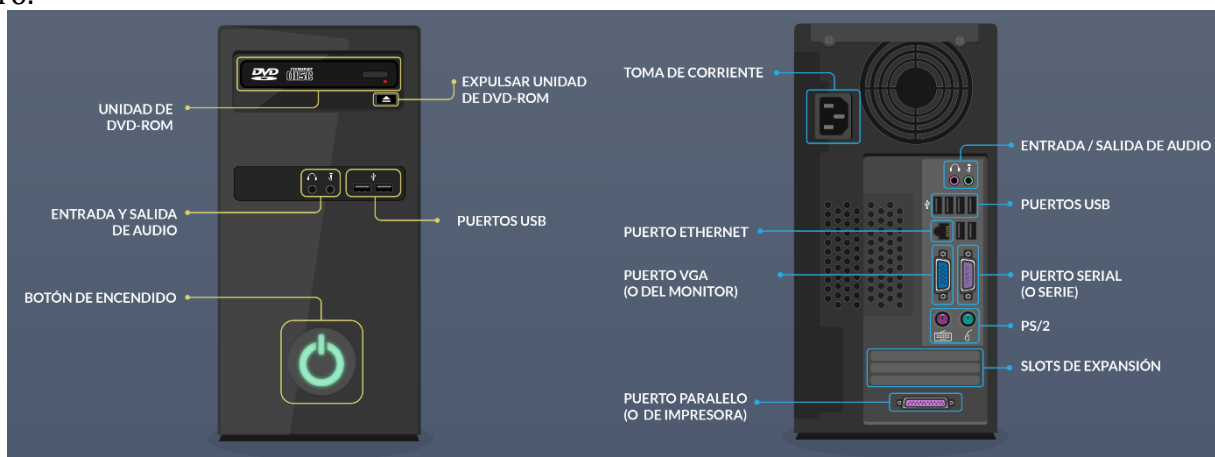 DVD
COMPACT
disc
UNIDAD DE
DVD-ROM
EXPULSAR UNIDAD
DE DVD-ROM
ENTRADA Y SALIDA
DE AUDIO
PUERTOS USB
BOTÓN DE ENCENDIDO
TOMA DE CORRIENTE
ENTRADA / SALIDA DE AUDIO
PUERTOS USB
PUERTO ETHERNET
PUERTO VGA
(O DEL MONITOR)
PUERTO SERIAL
(O SERIE)
PS/2
SLOTS DE EXPANSIÓN
PUERTO PARALELO
(O DE IMPRESORA)